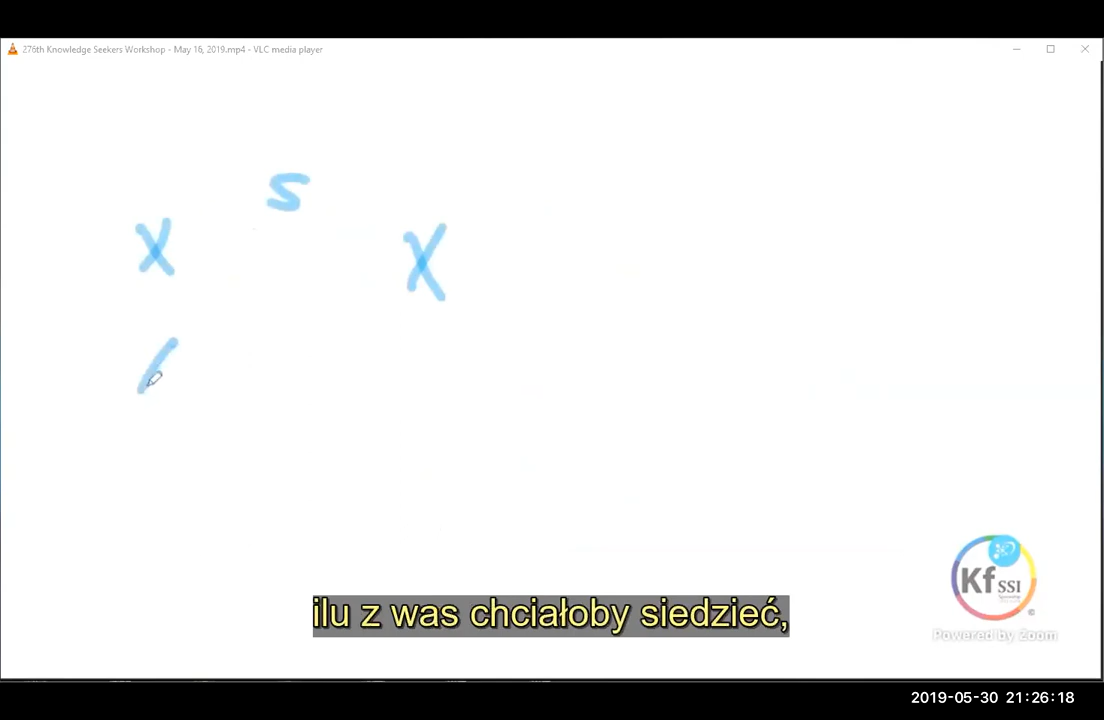 276th Knowledge Seekers Workshop - May 16, 2019.mp4 - VLC media player
s
X X
ilu z was chciałoby siedzieć,
Kf SSI
©
Powered by Zoom
2019-05-30 21:26:18